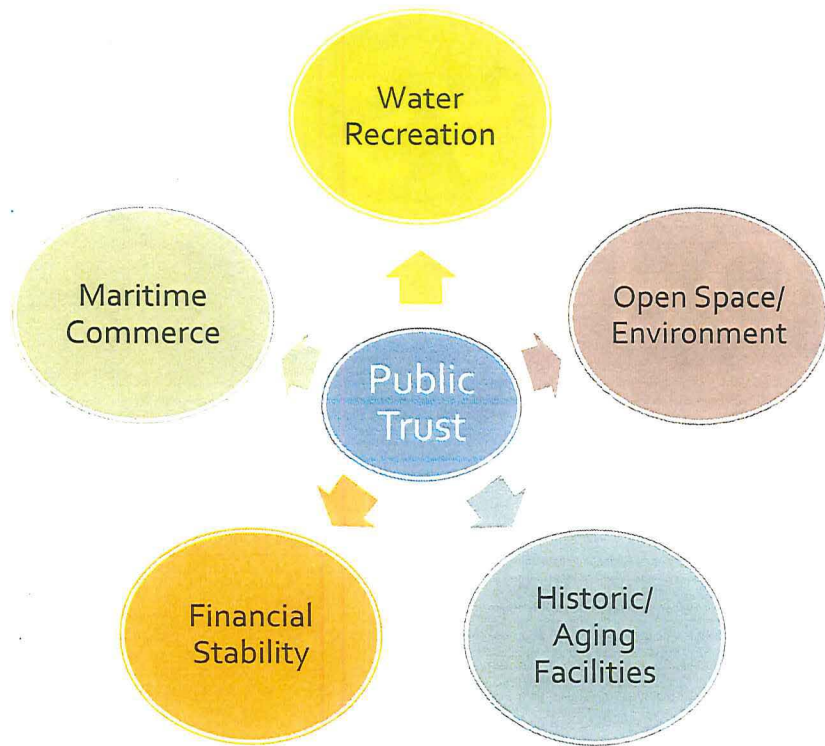 Water
Recreation
Maritime
Commerce
Open Space/
Environment
Public
Trust
Financial
Stability
Historic/
Aging
Facilities